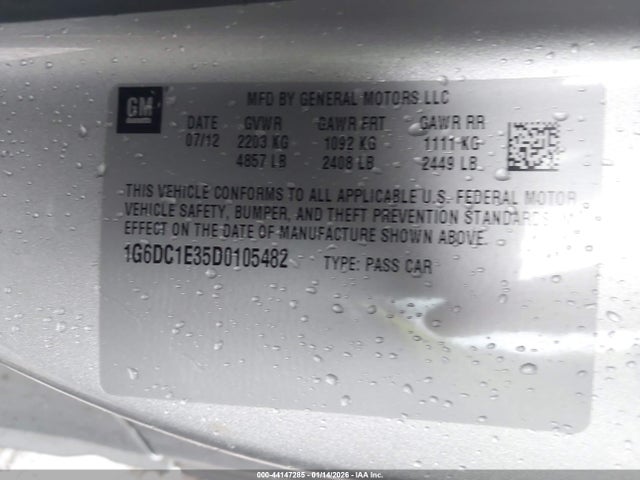 GM
MFD BY GENERAL MOTORS LLC
DATE GVWR GAWR FRT GAWR RR
07/12 2203 KG 1092 KG 1111 KG
4857 LB 2408 LB 2449 LB
THIS VEHICLE CONFORMS TO ALL APPLICABLE U.S. FEDERAL MOTOR
VEHICLE SAFETY, BUMPER, AND THEFT PREVENTION STANDARDS IN
EFFECT ON THE DATE OF MANUFACTURE SHOWN ABOVE.
1G6DC1E35D0105482 TYPE: PASS CAR
000-44147285 - 01/14/2026 - IAAI Inc.